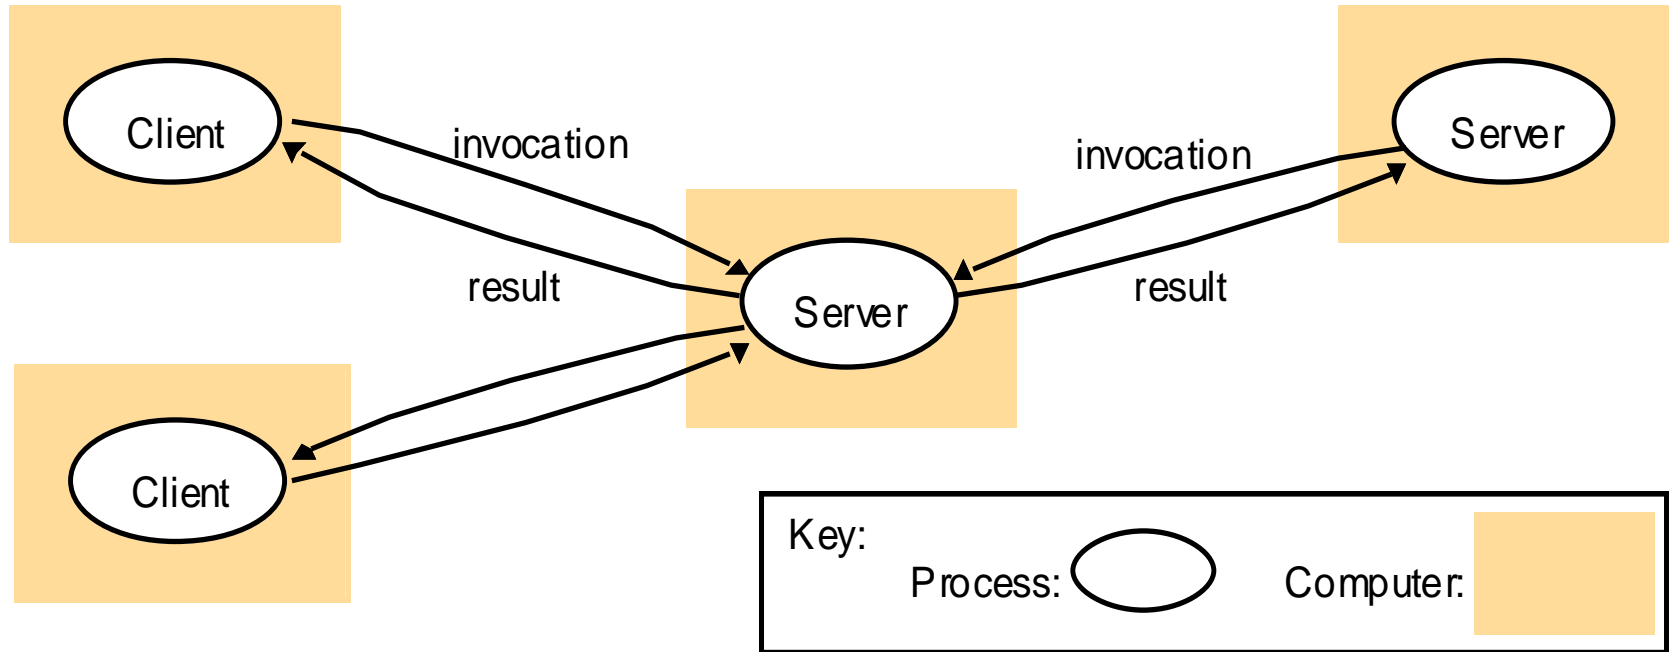 Client
invocation
invocation
Server
result
Server
result
Client
Key:
Process:
Computer: